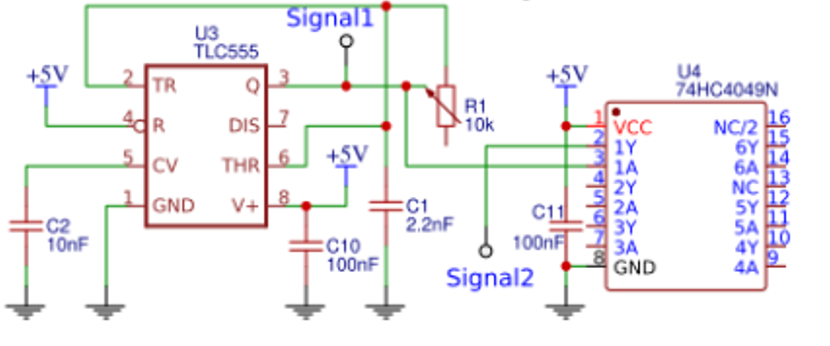 Signal1
U3
TLC555
+5V
2 TR Q 3
4 R DIS 7
5 CV THR 6
1 GND V+ 8
+5V
R1
10k
C2
10nF
C10
100nF
C1
2.2nF
Signal2
+5V
C11
100nF
U4
74HC4049N
1 VCC NC/2 16
2 1Y 6Y 15
3 1A 6A 14
4 2Y NC 13
5 2A 5Y 12
6 3Y 5A 11
7 3A 4Y 10
8 GND 4A 9